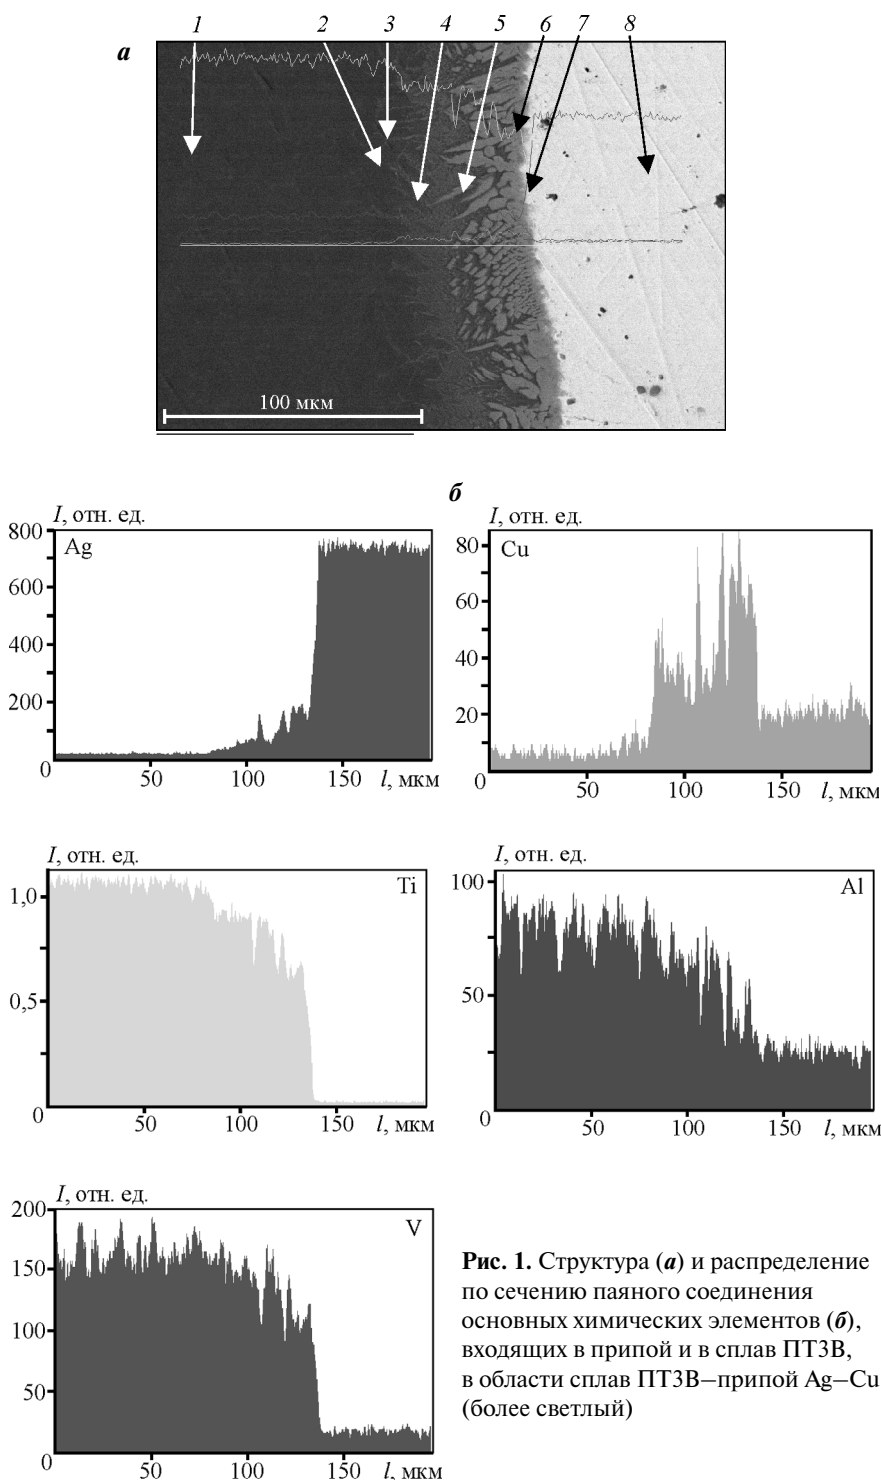 1 2 3 4 5 6 7 8
а
100 мкм
б
I, отн. ед.
800
Ag
600
400
200
0
50 100 150 l, мкм
I, отн. ед.
80
Cu
60
40
20
0
50 100 150 l, мкм
I, отн. ед.
Ti
1,0
0,5
0
50 100 150 l, мкм
I, отн. ед.
100
Al
50
0
50 100 150 l, мкм
I, отн. ед.
200
V
150
100
50
0
50 100 150 l, мкм
Рис. 1. Структура (а) и распределение
по сечению паяного соединения
основных химических элементов (б),
входящих в припой и в сплав ПТ3В,
в области сплав ПТ3В–припой Ag–Cu
(более светлый)